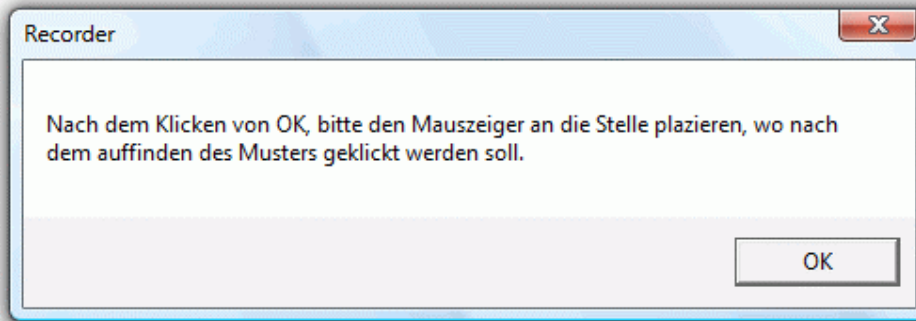 Recorder
Nach dem Klicken von OK, bitte den Mauszeiger an die Stelle plazieren, wo nach
dem auffinden des Musters geklickt werden soll.
OK